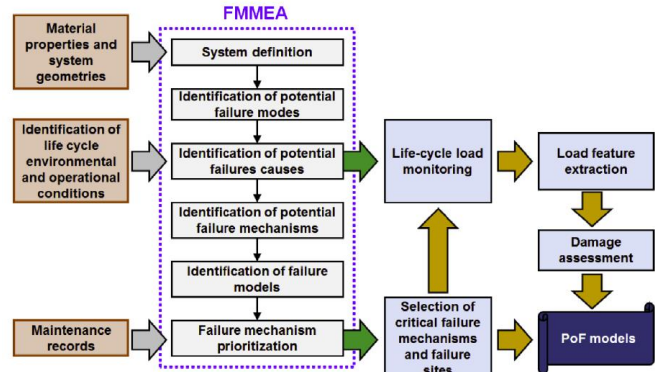 FMMEA
Material
properties and
system
geometries
System definition
Identification of potential
failure modes
Identification of
life cycle
environmental
and operational
conditions
Identification of potential
failures causes
Life-cycle load
monitoring
Load feature
extraction
Identification of potential
failure mechanisms
Damage
assessment
Identification of failure
models
Maintenance
records
Failure mechanism
prioritization
Selection of
critical failure
mechanisms
and failure
sites
PoF models